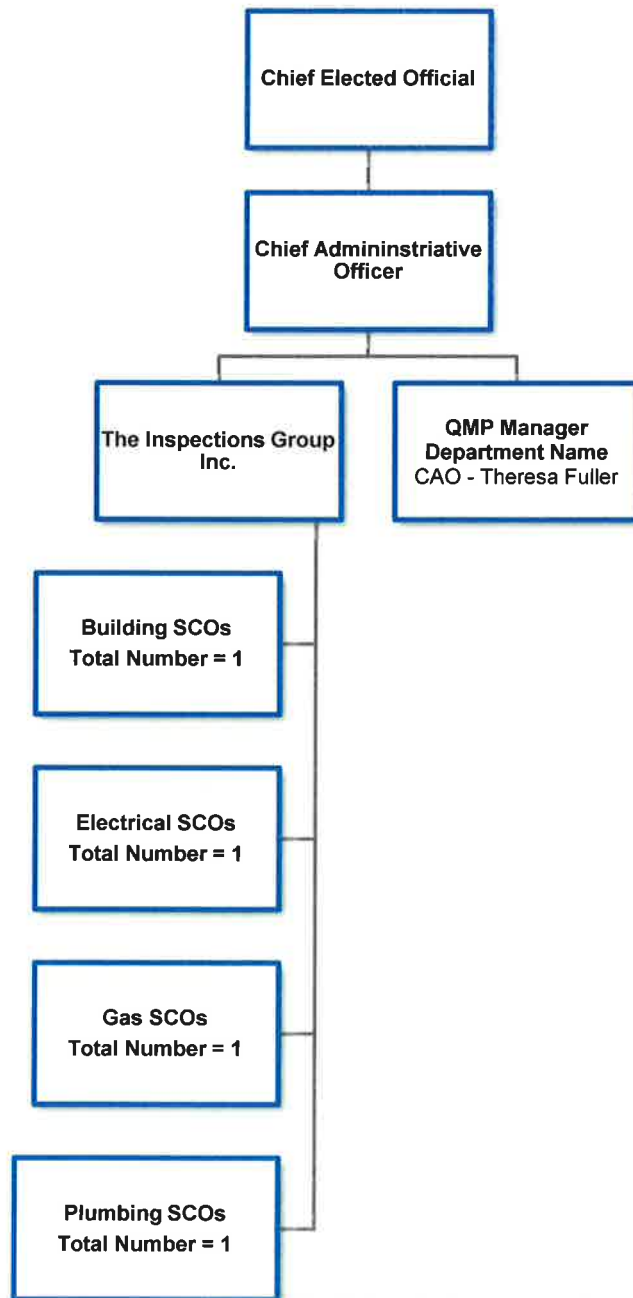 Chief Elected Official
Chief Admininstriative
Officer
The Inspections Group
Inc.
QMP Manager
Department Name
CAO - Theresa Fuller
Building SCOs
Total Number = 1
Electrical SCOs
Total Number = 1
Gas SCOs
Total Number = 1
Plumbing SCOs
Total Number = 1